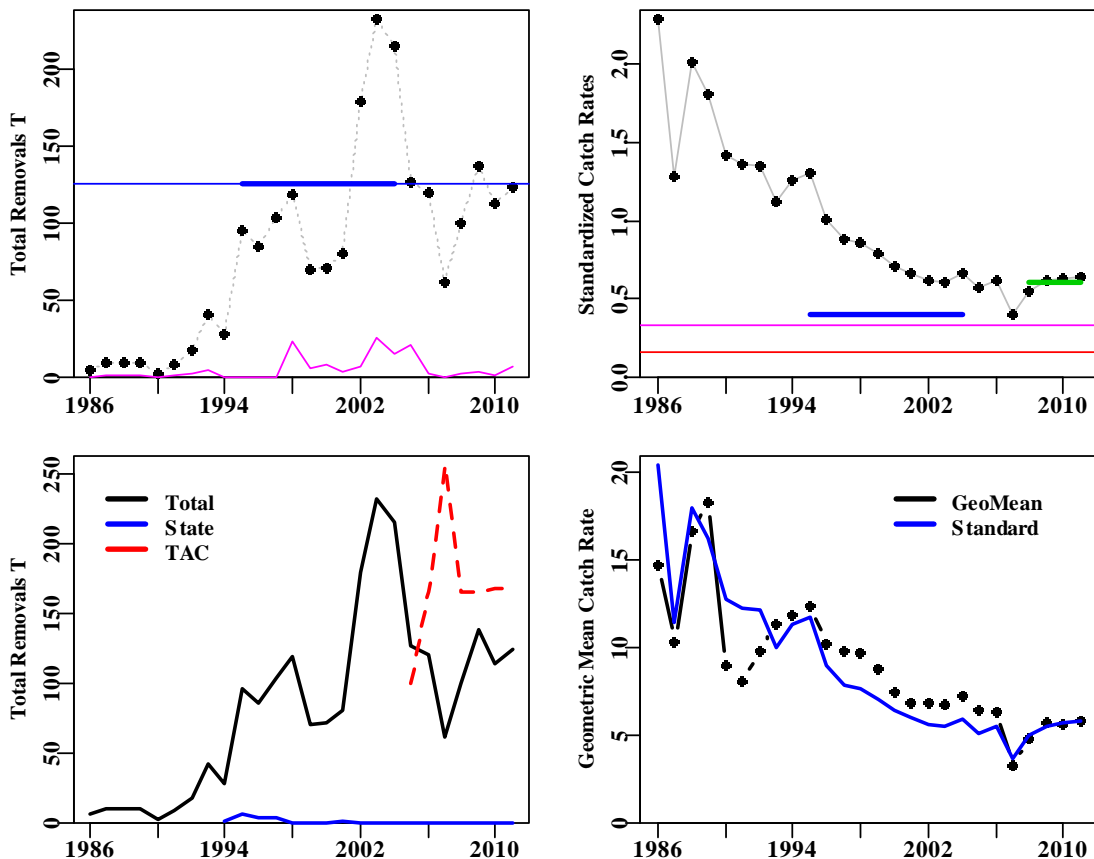 Total Removals T
0 50 100 150 200
1986 1994 2002 2010
Standardized Catch Rates
0.0 0.5 1.0 1.5 2.0
1986 1994 2002 2010
Total Removals T
0 50 100 150 200 250
Total
State
TAC
1986 1994 2002 2010
Geometric Mean Catch Rate
0 5 10 15 20
GeoMean
Standard
1986 1994 2002 2010